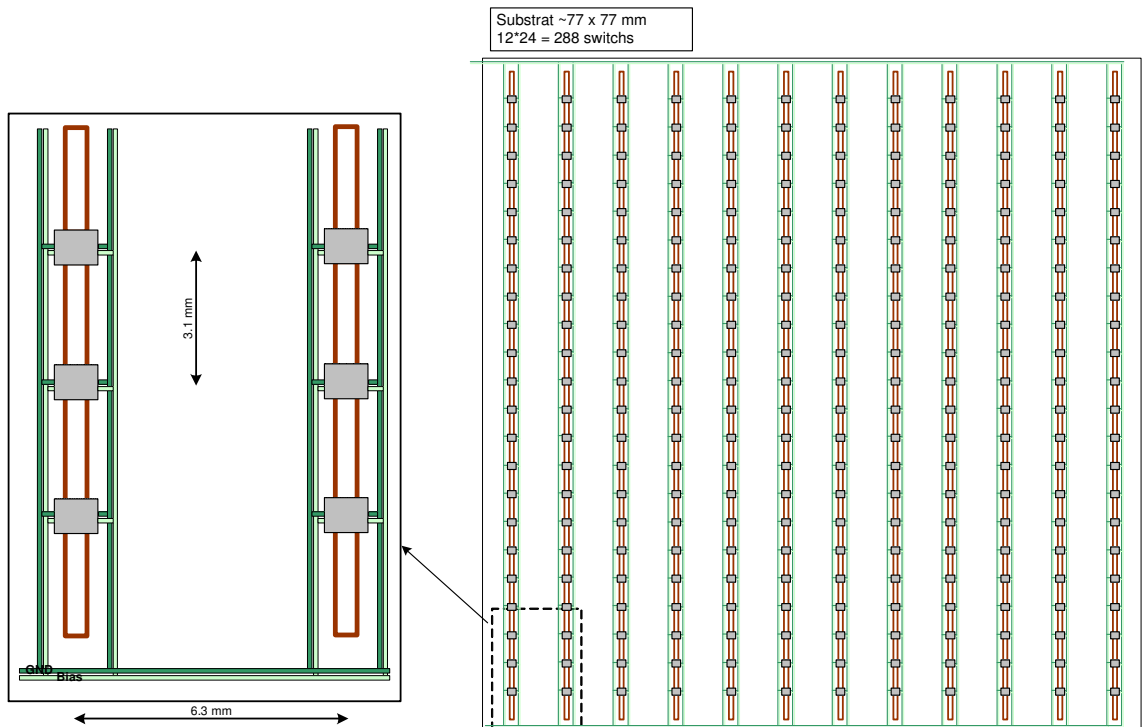 Substrat ~77 x 77 mm
12*24 = 288 switchs
3.1 mm
GND
Bias
6.3 mm